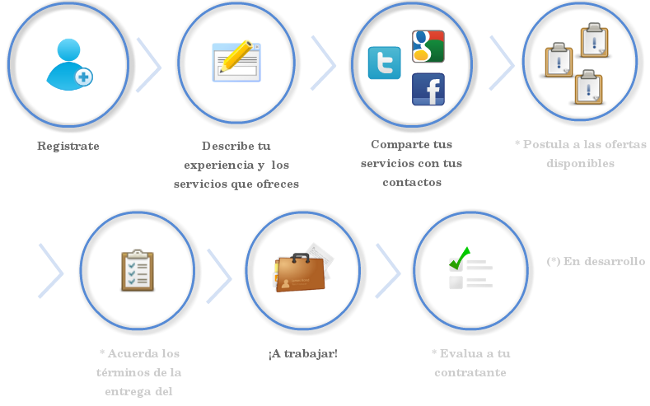 Registrate
Describe tu
experiencia y los
servicios que ofreces
Comparte tus
servicios con tus
contactos
* Postula a las ofertas
disponibles
* Acuerda los
términos de la
entrega del
¡A trabajar!
* Evalua a tu
contratante
(*) En desarrollo